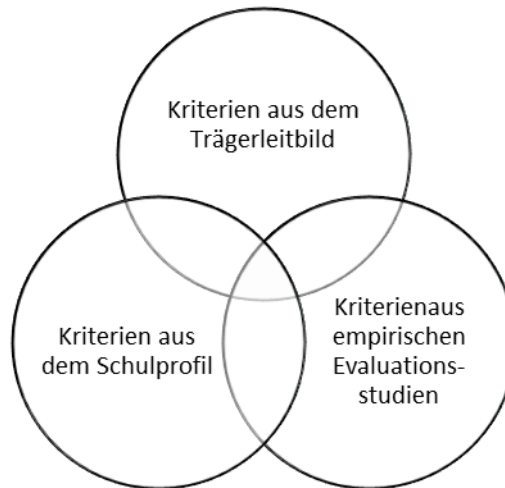 Kriterien aus dem
Trägerleitbild
Kriterien aus
dem Schulprofil
Kriterienaus
empirischen
Evaluations-
studien